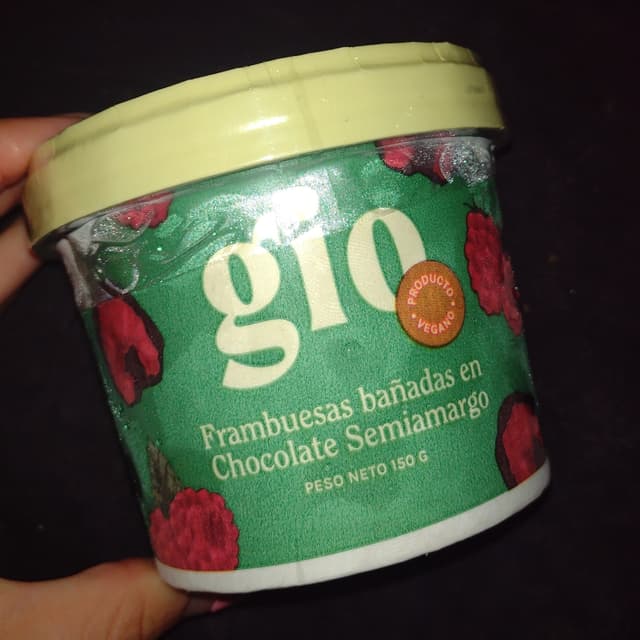 gio
PRODUCTO
VEGANO
Frambuesas bañadas en
Chocolate Semiamargo
PESO NETO 150 G